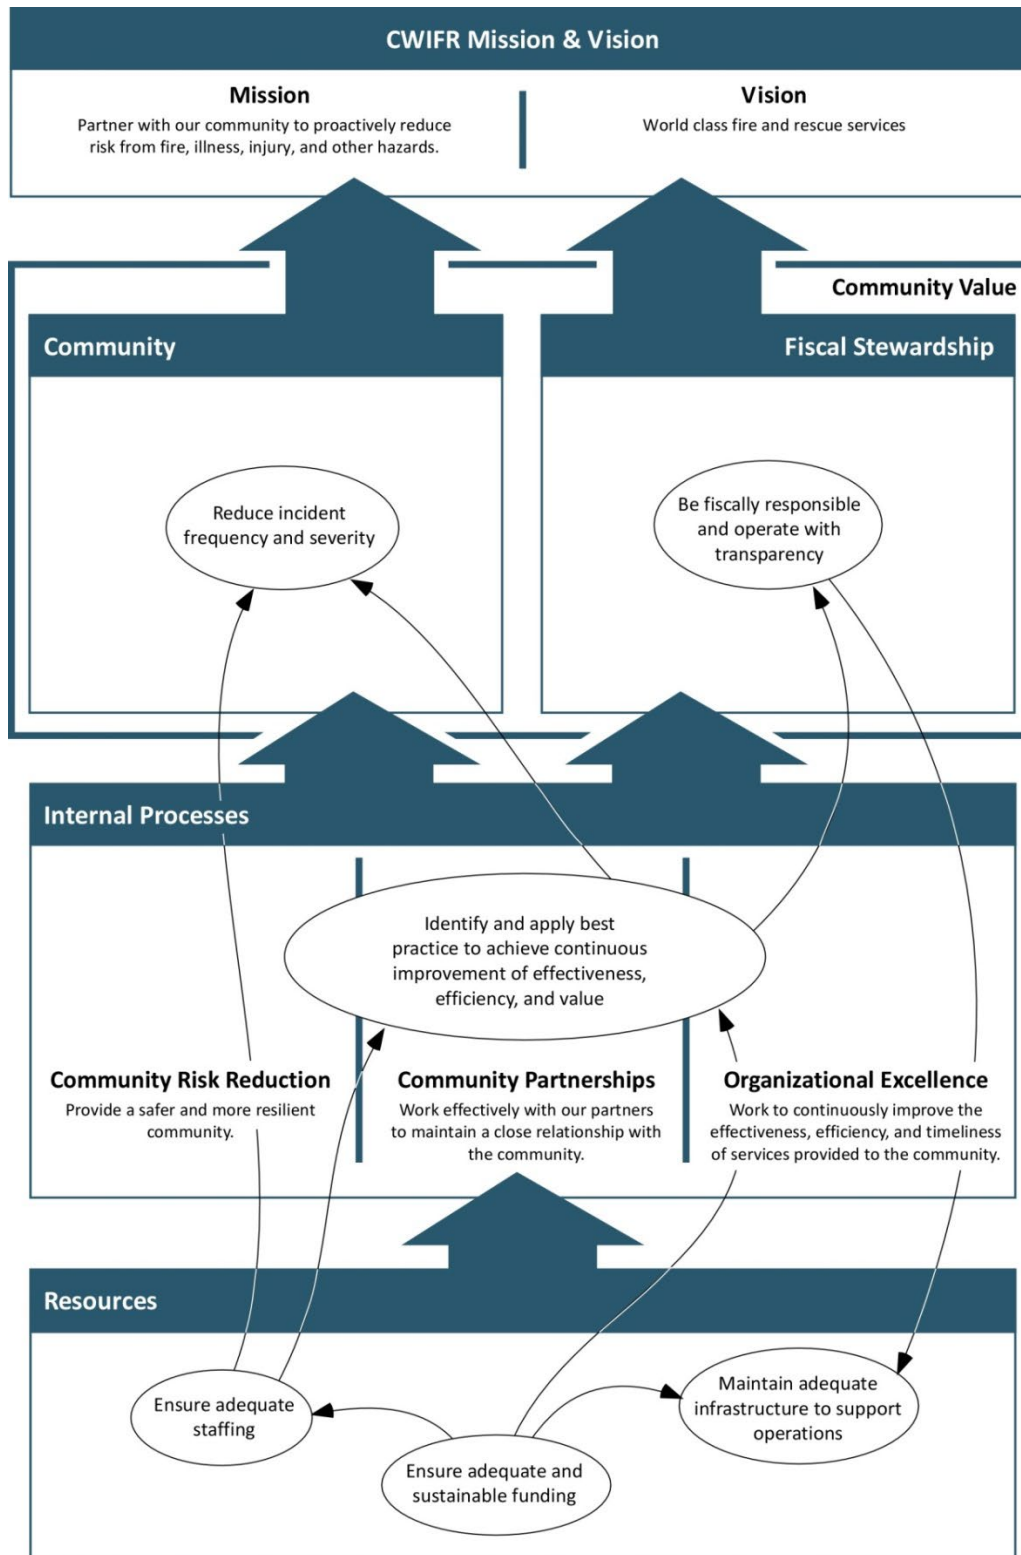 CWIFR Mission & Vision
Mission
Partner with our community to proactively reduce
risk from fire, illness, injury, and other hazards.
Vision
World class fire and rescue services
Community Value
Community
Fiscal Stewardship
Reduce incident
frequency and severity
Be fiscally responsible
and operate with
transparency
Internal Processes
Identify and apply best
practice to achieve continuous
improvement of effectiveness,
efficiency, and value
Community Risk Reduction
Provide a safer and more resilient
community.
Community Partnerships
Work effectively with our partners
to maintain a close relationship with
the community.
Organizational Excellence
Work to continuously improve the
effectiveness, efficiency, and timeliness
of services provided to the community.
Resources
Ensure adequate
staffing
Ensure adequate and
sustainable funding
Maintain adequate
infrastructure to support
operations